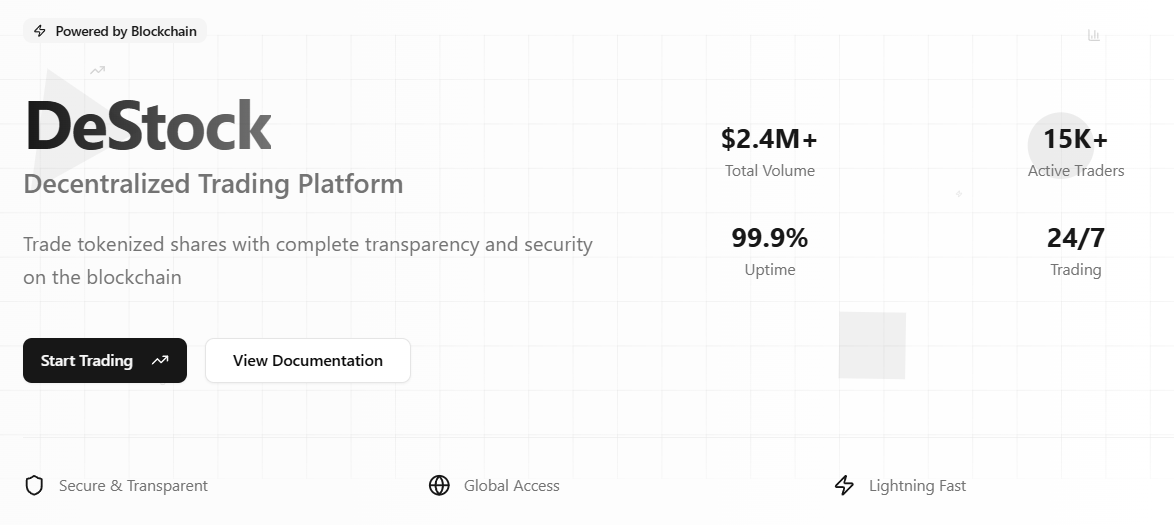 Powered by Blockchain
DeStock
Decentralized Trading Platform
Trade tokenized shares with complete transparency and security
on the blockchain
Start Trading
View Documentation
$2.4M+
Total Volume
15K+
Active Traders
99.9%
Uptime
24/7
Trading
Secure & Transparent
Global Access
Lightning Fast